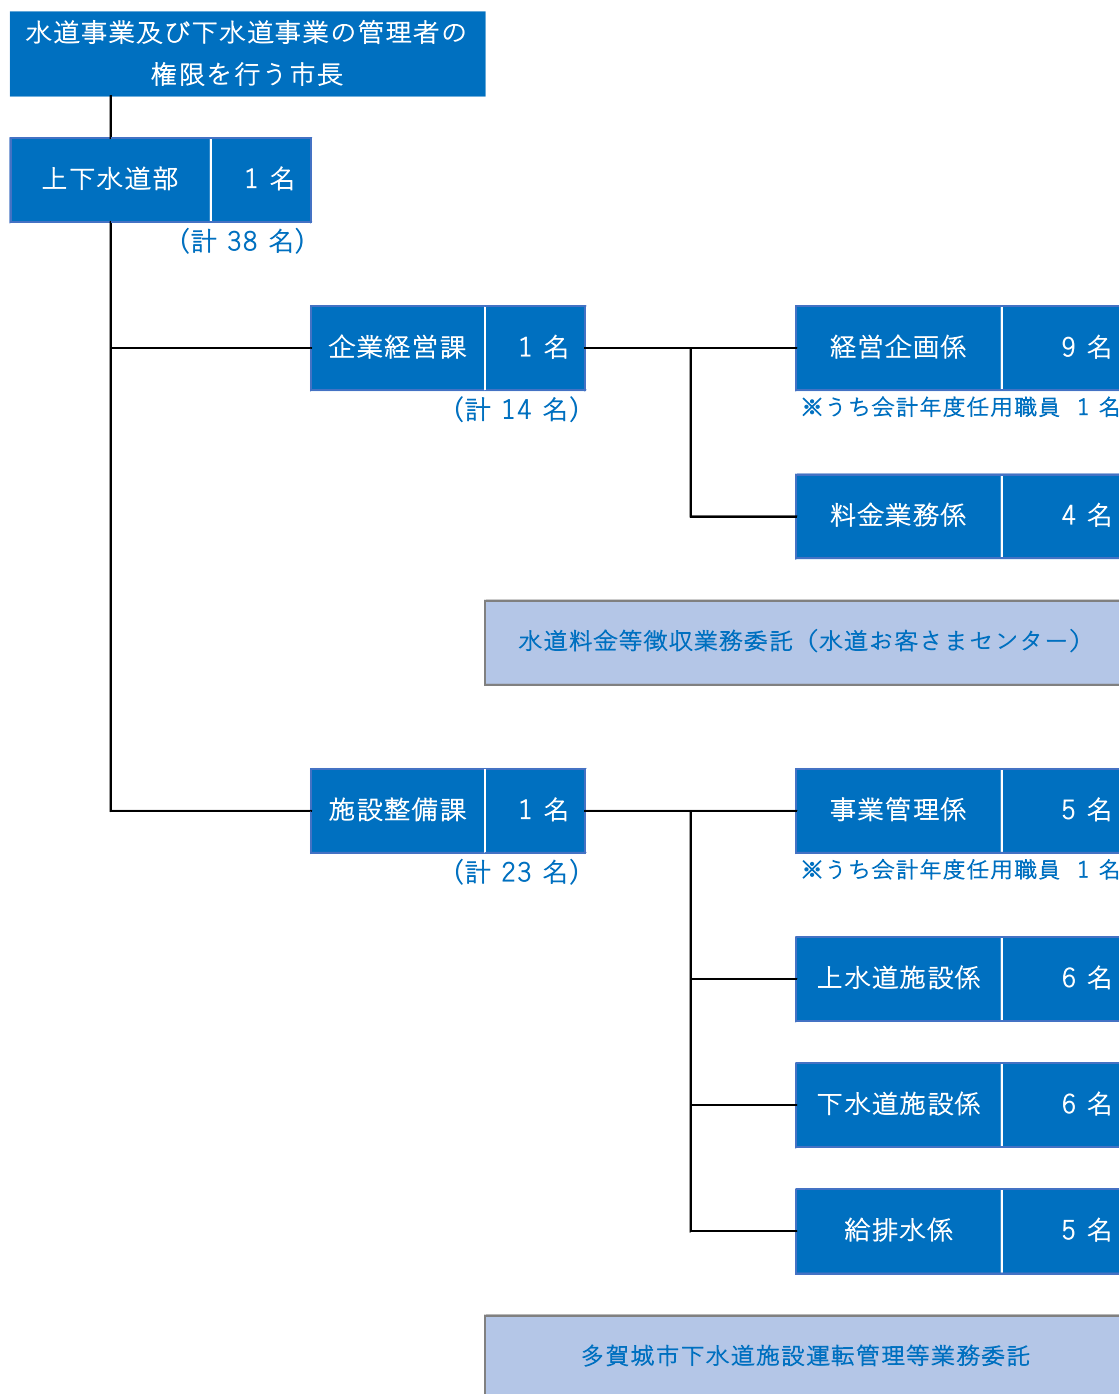 水道事業及び下水道事業の管理者の
権限を行う市長
上下水道部 1 名
(計 38 名)
企業経営課 1 名
(計 14 名)
経営企画係 9 名
※うち会計年度任用職員 1 名
料金業務係 4 名
水道料金等徴収業務委託（水道お客さまセンター）
施設整備課 1 名
(計 23 名)
事業管理係 5 名
※うち会計年度任用職員 1 名
上水道施設係 6 名
下水道施設係 6 名
給排水係 5 名
多賀城市下水道施設運転管理等業務委託